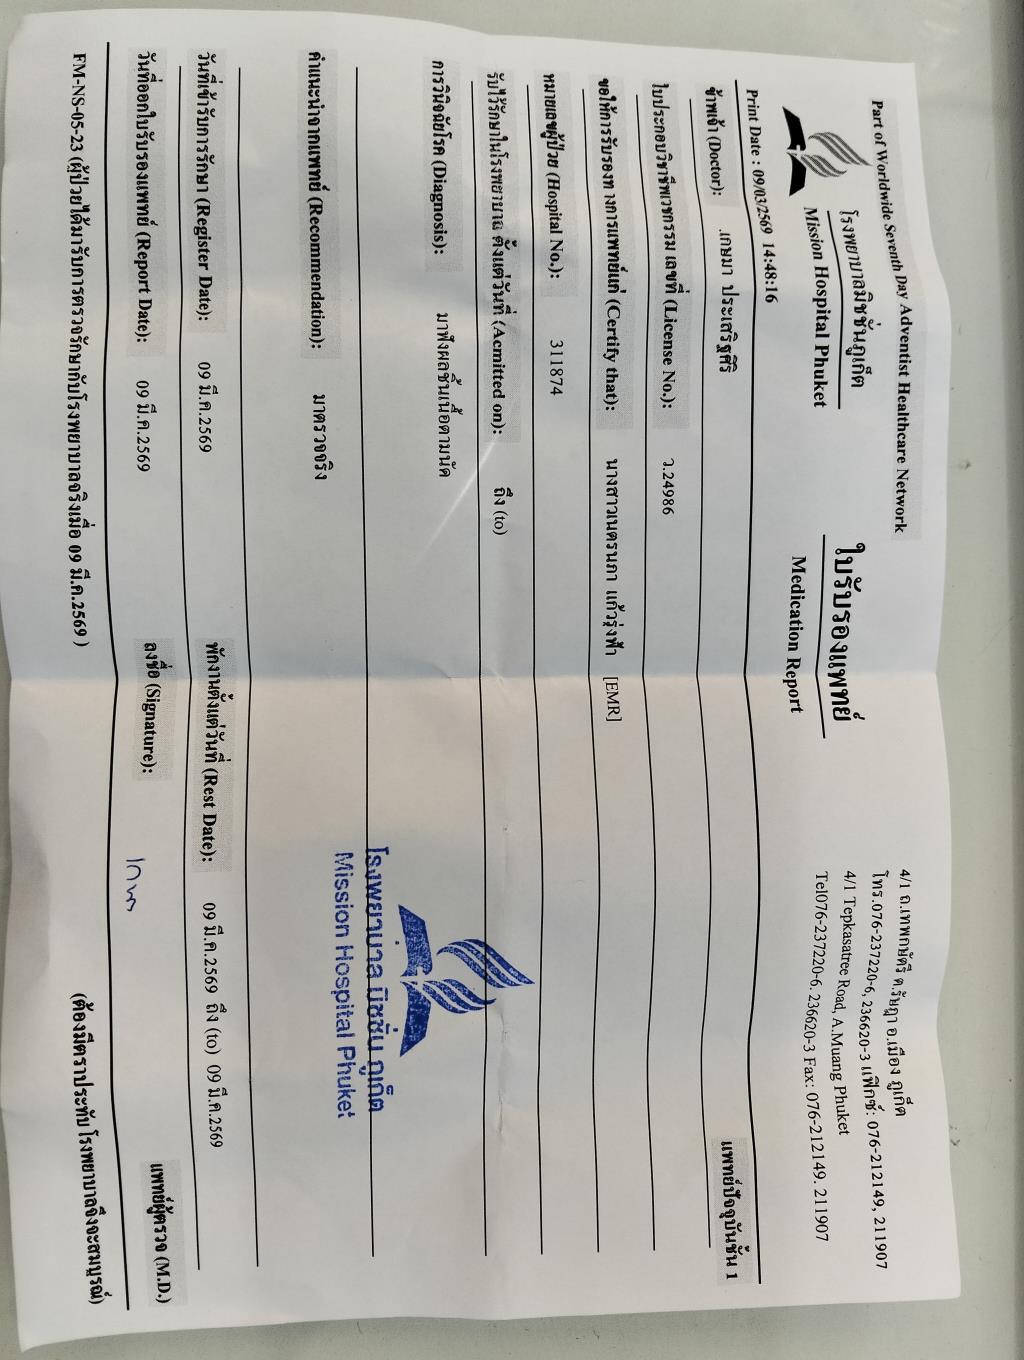 Part of Worldwide Seventh Day Adventist Healthcare Network
โรงพยาบาลมิชชั่นภูเก็ต
Mission Hospital Phuket
ใบรับรองแพทย์
Medication Report
4/1 ถ.เทพกษัตรี ต.รัษฎา อ.เมือง ภูเก็ต
โทร.076-237220-6, 236620-3 แฟ็กซ์: 076-212149, 211907
4/1 Tepkasatree Road, A.Muang Phuket
Tel076-237220-6. 236620-3 Fax: 076-212149. 211907
Print Date : 09/03/2569 14:48:16
ข้าพเจ้า (Doctor): .เกษมา ประเสริฐศิริ แพทย์ปัจจุบันชั้น 1
ใบประกอบวิชาชีพเวชกรรม เลขที่ (License No.): ว.24986
ขอให้การรับรองทางการแพทย์แก่ (Certify that): นางสาวเนตรนภา แก้วรุ่งฟ้า [EMR]
หมายเลขผู้ป่วย (Hospital No.): 311874
รับไว้รักษาในโรงพยาบาล ตั้งแต่วันที่ (Acmitted on): ถึง (to)
การวินิจฉัยโรค (Diagnosis): มาฟังผลชิ้นเนื้อตามนัด
คำแนะนำจากแพทย์ (Recommendation): มาตรวจจริง
โรงพยาบาล มิชชั่น ภูเก็ต
Mission Hospital Phuket
วันที่เข้ารับการรักษา (Register Date): 09 มี.ค.2569 พักงานตั้งแต่วันที่ (Rest Date): 09 มี.ค.2569 ถึง (to) 09 มี.ค.2569
วันที่ออกใบรับรองแพทย์ (Report Date): 09 มี.ค.2569 ลงชื่อ (Signature): แพทย์ผู้ตรวจ (M.D.)
FM-NS-05-23 (ผู้ป่วยได้มารับการตรวจรักษากับโรงพยาบาลจริงเมื่อ 09 มี.ค.2569 ) (ต้องมีตราประทับโรงพยาบาลจึงจะสมบูรณ์)